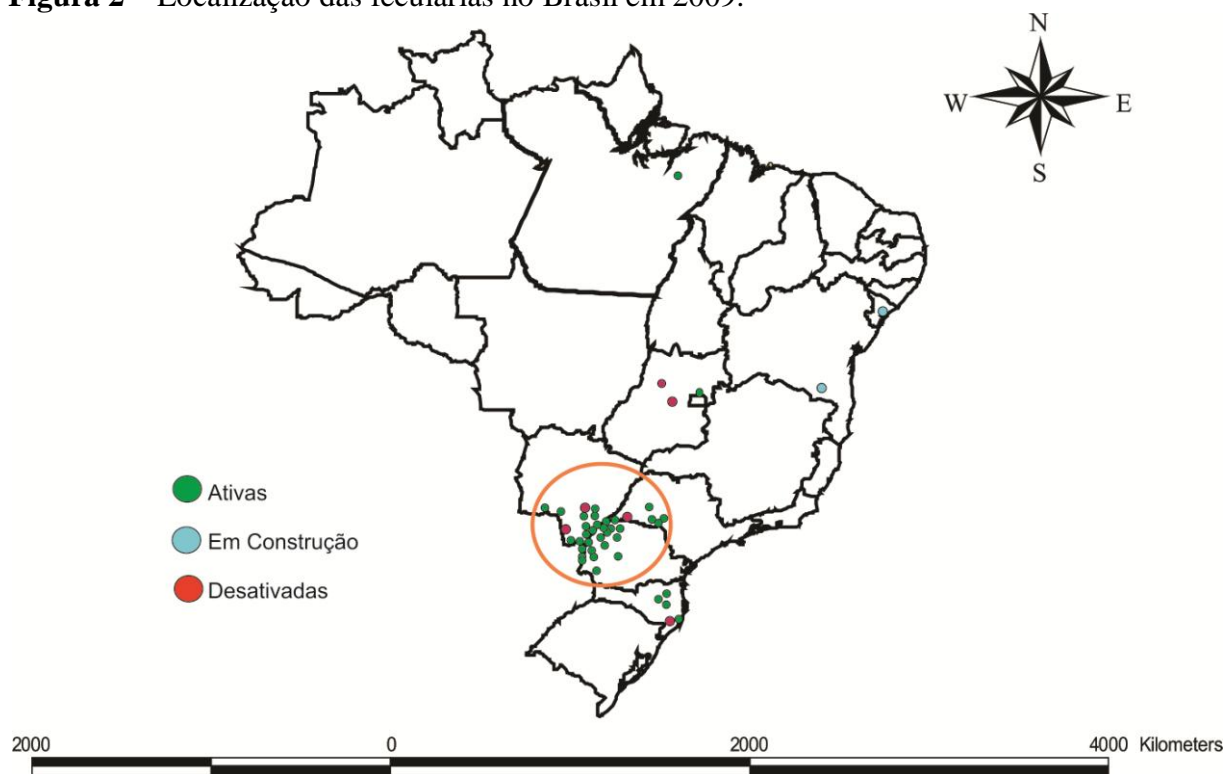 Figura 2 – Localização das fecularias no Brasil em 2009.
N
W
E
S
Ativas
Em Construção
Desativadas
2000 0 2000 4000 Kilometers